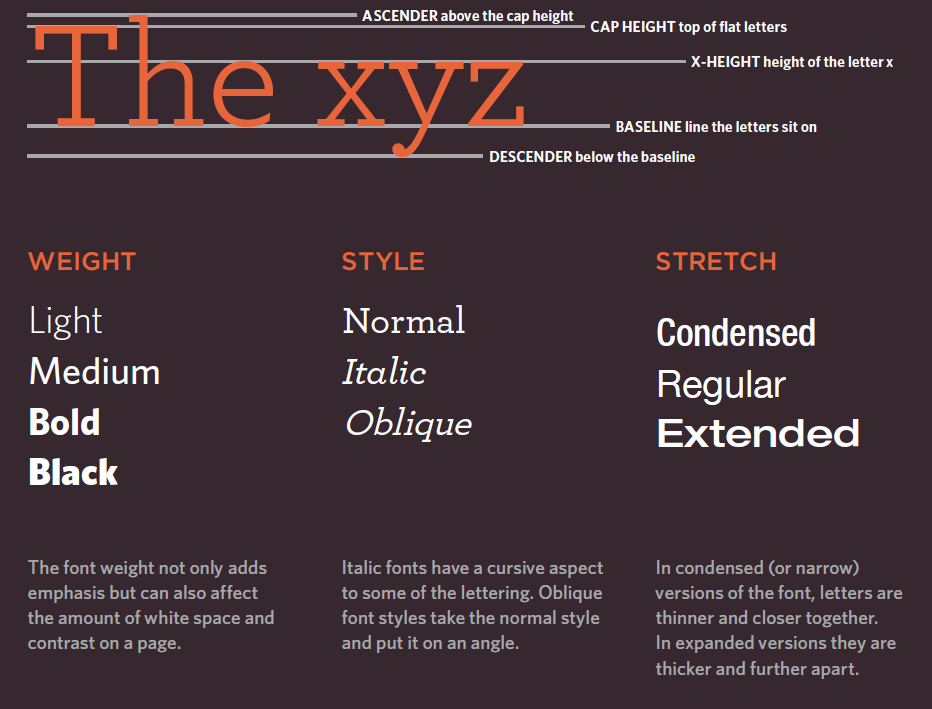 The xyz
ASCENDER above the cap height
CAP HEIGHT top of flat letters
X-HEIGHT height of the letter x
BASELINE line the letters sit on
DESCENDER below the baseline
WEIGHT
Light
Medium
Bold
Black
The font weight not only adds
emphasis but can also affect
the amount of white space and
contrast on a page.
STYLE
Normal
Italic
Oblique
Italic fonts have a cursive aspect
to some of the lettering. Oblique
font styles take the normal style
and put it on an angle.
STRETCH
Condensed
Regular
Extended
In condensed (or narrow)
versions of the font, letters are
thinner and closer together.
In expanded versions they are
thicker and further apart.